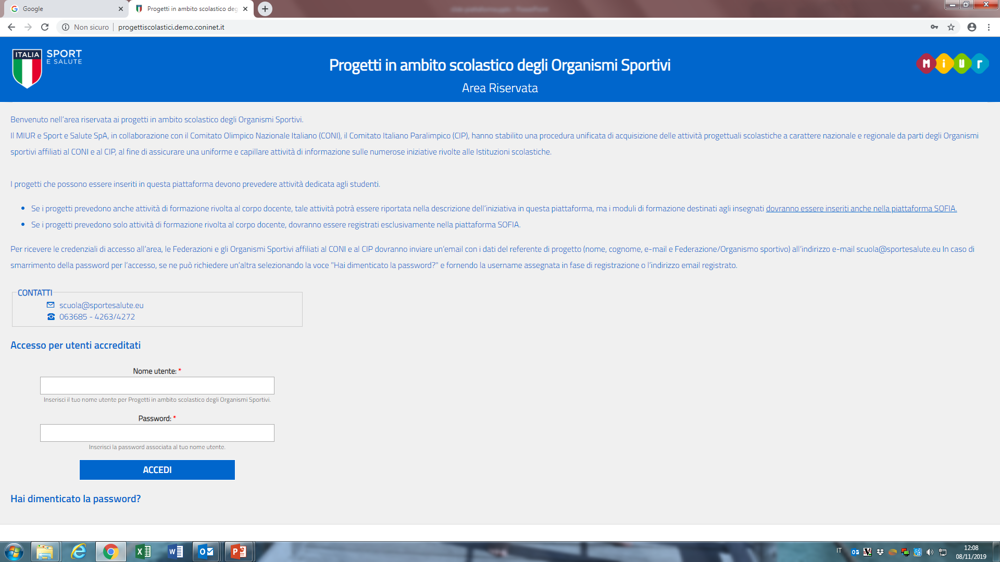 Google
Progetti in ambito scolastico deg
Non sicuro
progettiscolastici.demo.coninet.it
ITALIA
SPORT
E SALUTE
Progetti in ambito scolastico degli Organismi Sportivi
Area Riservata
Miur
Benvenuto nell'area riservata ai progetti in ambito scolastico degli Organismi Sportivi.
Il MIUR e Sport e Salute SpA, in collaborazione con il Comitato Olimpico Nazionale Italiano (CONI), il Comitato Italiano Paralimpico (CIP), hanno stabilito una procedura unificata di acquisizione delle attività progettuali scolastiche a carattere nazionale e regionale da parti degli Organismi
sportivi affiliati al CONI e al CIP, al fine di assicurare una uniforme e capillare attività di informazione sulle numerose iniziative rivolte alle Istituzioni scolastiche.
I progetti che possono essere inseriti in questa piattaforma devono prevedere attività dedicata agli studenti.
• Se i progetti prevedono anche attività di formazione rivolta al corpo docente, tale attività potrà essere riportata nella descrizione dell'iniziativa in questa piattaforma, ma i moduli di formazione destinati agli insegnati dovranno essere inseriti anche nella piattaforma SOFIA.
• Se i progetti prevedono solo attività di formazione rivolta al corpo docente, dovranno essere registrati esclusivamente nella piattaforma SOFIA.
Per ricevere le credenziali di accesso all'area, le Federazioni e gli Organismi Sportivi affiliati al CONI e al CIP dovranno inviare un'email con i dati del referente di progetto (nome, cognome, e-mail e Federazione/Organismo sportivo) all'indirizzo e-mail scuola@sportesalute.eu In caso di
smarrimento della password per l'accesso, se ne può richiedere un'altra selezionando la voce "Hai dimenticato la password?" e fornendo la username assegnata in fase di registrazione o l'indirizzo email registrato.
CONTATTI
scuola@sportesalute.eu
063685 - 4263/4272
Accesso per utenti accreditati
Nome utente: *
Inserisci il tuo nome utente per Progetti in ambito scolastico degli Organismi Sportivi.
Password: *
Inserisci la password associata al tuo nome utente.
ACCEDI
Hai dimenticato la password?
IT
12:08
08/11/2019